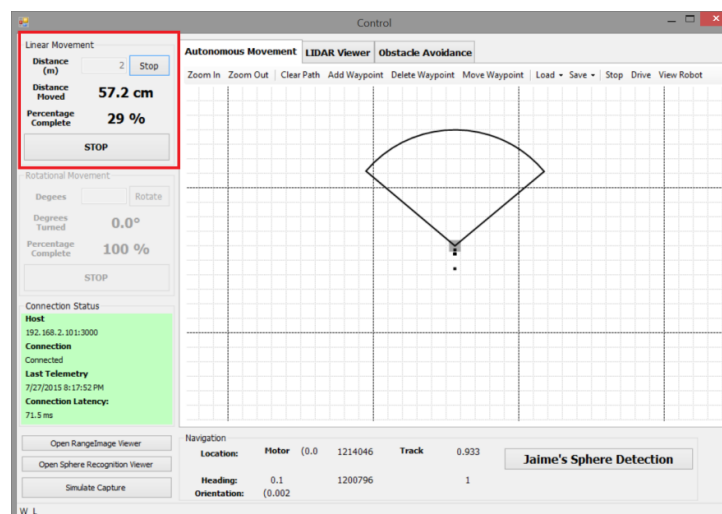 Control
Linear Movement
Distance (m) 2 Stop
Distance Moved 57.2 cm
Percentage Complete 29 %
STOP
Rotational Movement
Degees Rotate
Degrees Turned 0.0°
Percentage Complete 100 %
STOP
Connection Status
Host
192.168.2.101:3000
Connection
Connected
Last Telemetry
7/27/2015 8:17:52 PM
Connection Latency:
71.5 ms
Open RangeImage Viewer
Open Sphere Recognition Viewer
Simulate Capture
W L
Autonomous Movement LIDAR Viewer Obstacle Avoidance
Zoom In Zoom Out Clear Path Add Waypoint Delete Waypoint Move Waypoint Load Save Stop Drive View Robot
Navigation
Location: Motor (0.0 1214046 Track 0.933
Heading: 0.1 1200796 1
Orientation: (0.002
Jaime's Sphere Detection